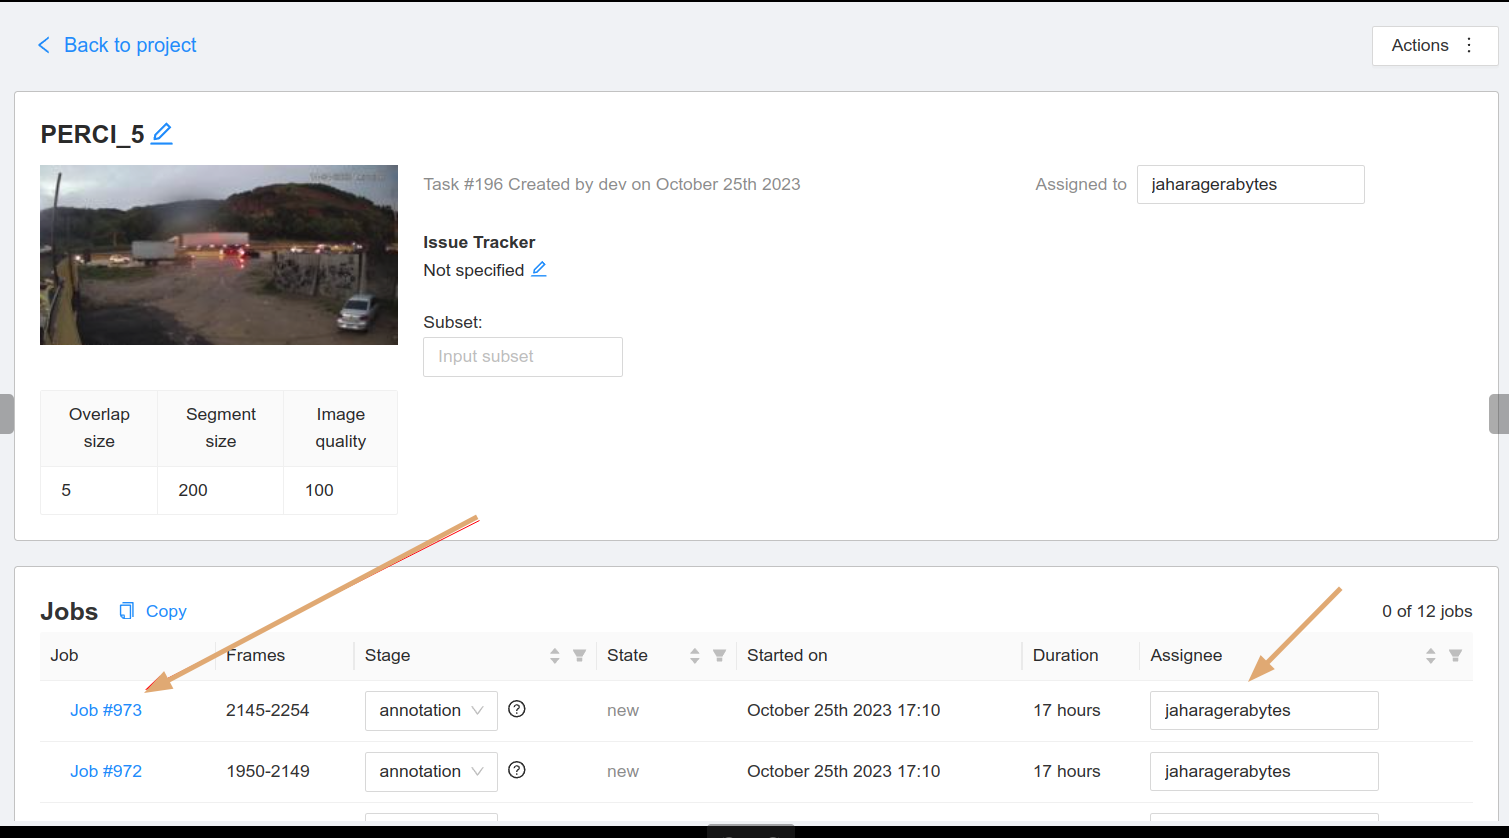 Back to project
Actions
PERCI_5
Task #196 Created by dev on October 25th 2023
Assigned to jaharagerabytes
Issue Tracker
Not specified
Subset:
Input subset
Overlap size Segment size Image quality
5 200 100
Jobs Copy 0 of 12 jobs
Job Frames Stage State Started on Duration Assignee
Job #973 2145-2254 annotation new October 25th 2023 17:10 17 hours jaharagerabytes
Job #972 1950-2149 annotation new October 25th 2023 17:10 17 hours jaharagerabytes